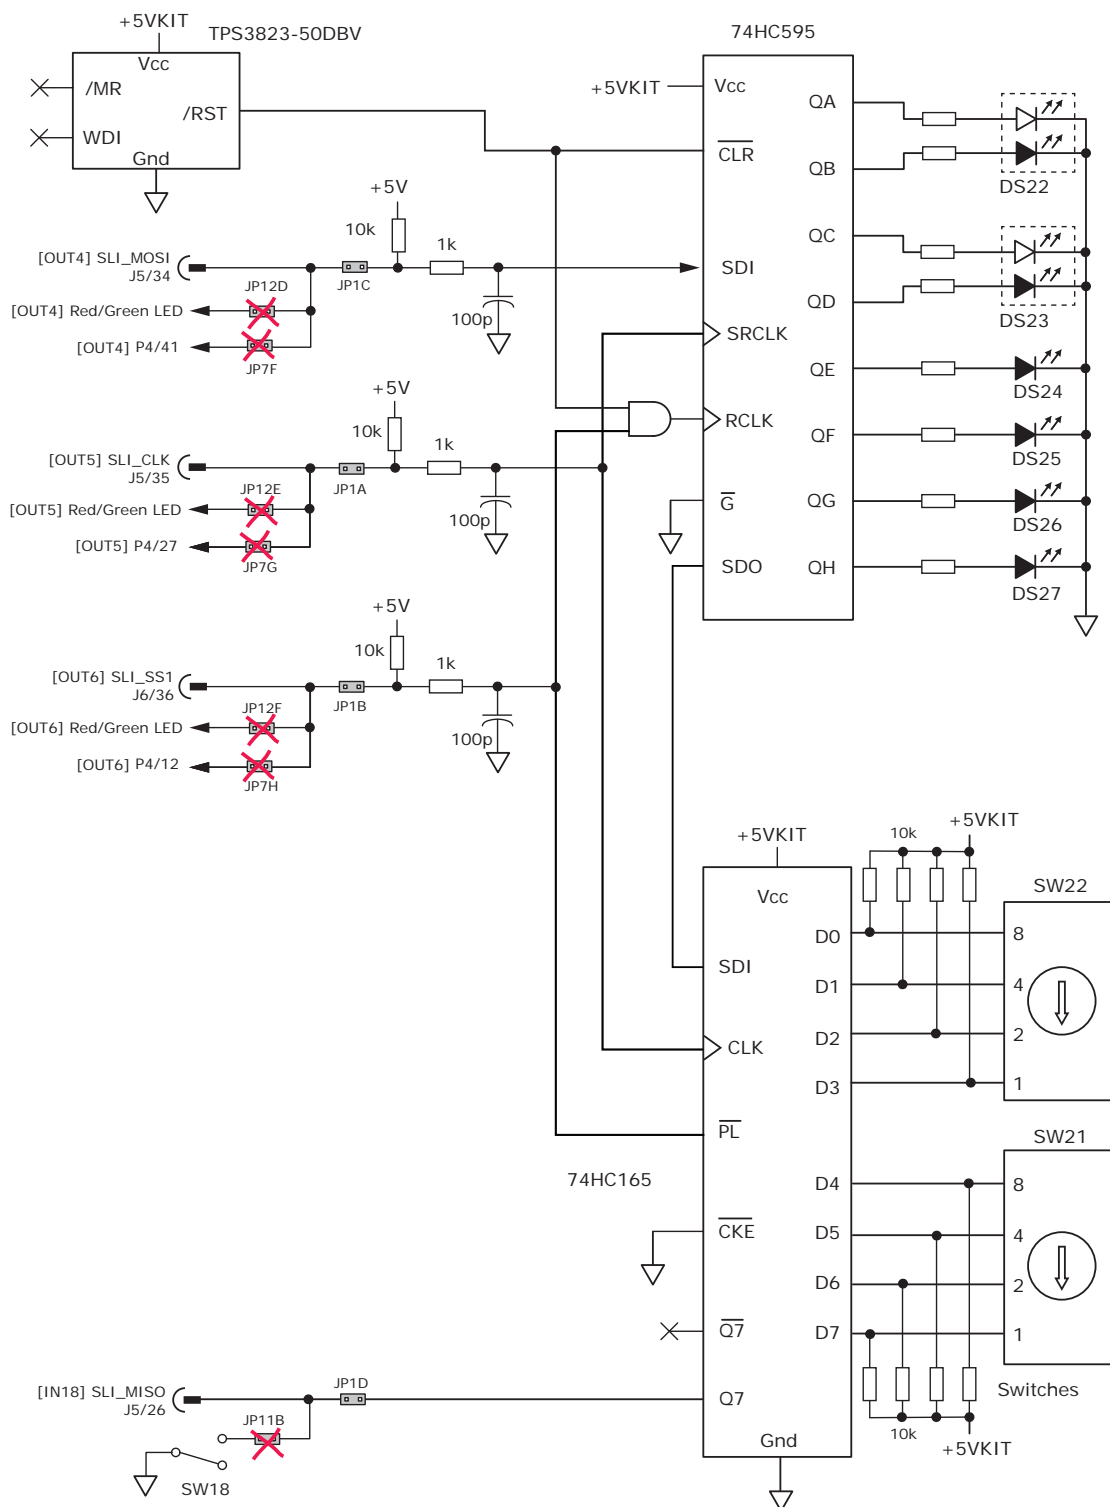 +5VKIT
TPS3823-50DBV
Vcc
/MR
/RST
WDI
Gnd
74HC595
+5VKIT
Vcc
CLR
SDI
SRCLK
RCLK
G
SDO
QA
QB
QC
QD
QE
QF
QG
QH
DS22
DS23
DS24
DS25
DS26
DS27
+5V
10k
1k
[OUT4] SLI_MOSI
J5/34
JP12D
JP1C
[OUT4] Red/Green LED
100p
[OUT4] P4/41
JP7F
+5V
10k
1k
[OUT5] SLI_CLK
J5/35
JP12E
JP1A
[OUT5] Red/Green LED
100p
[OUT5] P4/27
JP7G
+5V
10k
1k
[OUT6] SLI_SS1
J6/36
JP12F
JP1B
[OUT6] Red/Green LED
100p
[OUT6] P4/12
JP7H
+5VKIT
10k
+5VKIT
Vcc
SW22
D0
8
SDI
D1
4
D2
2
CLK
D3
1
PL
SW21
74HC165
D4
8
CKE
D5
4
D6
2
Q7
D7
1
[IN18] SLI_MISO
J5/26
JP1D
Q7
Switches
JP11B
Gnd
10k
+5VKIT
SW18